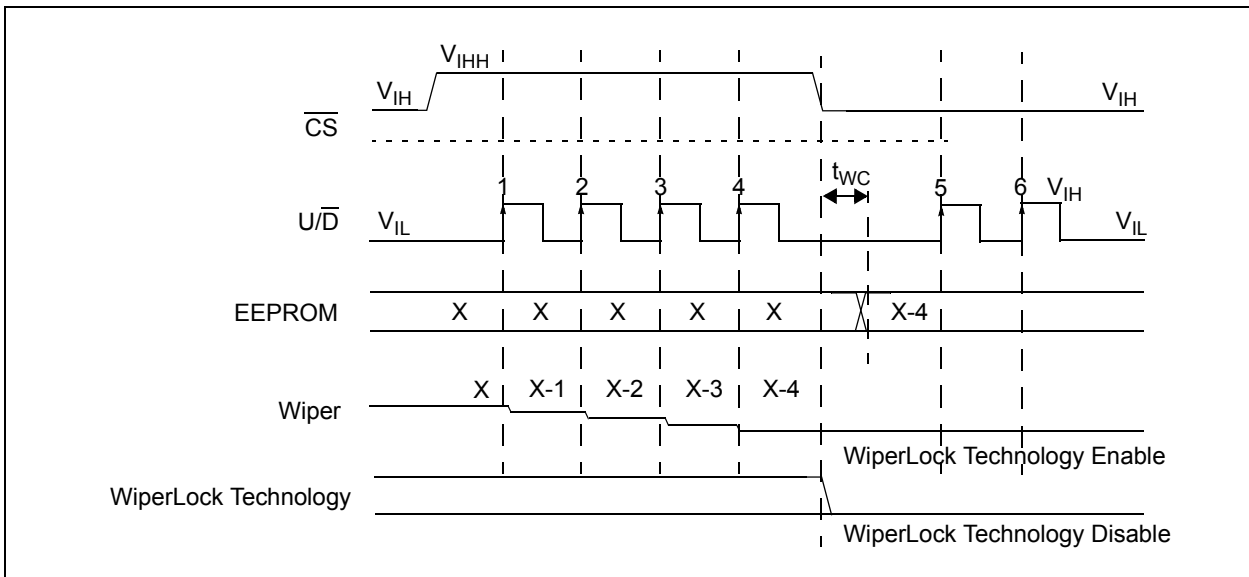 VIHH
VIH VIH
CS
tWC
1 2 3 4 5 6 VIH
U/D VIL VIL
EEPROM X X X X X X-4
X X-1 X-2 X-3 X-4
Wiper
WiperLock Technology Enable
WiperLock Technology
WiperLock Technology Disable